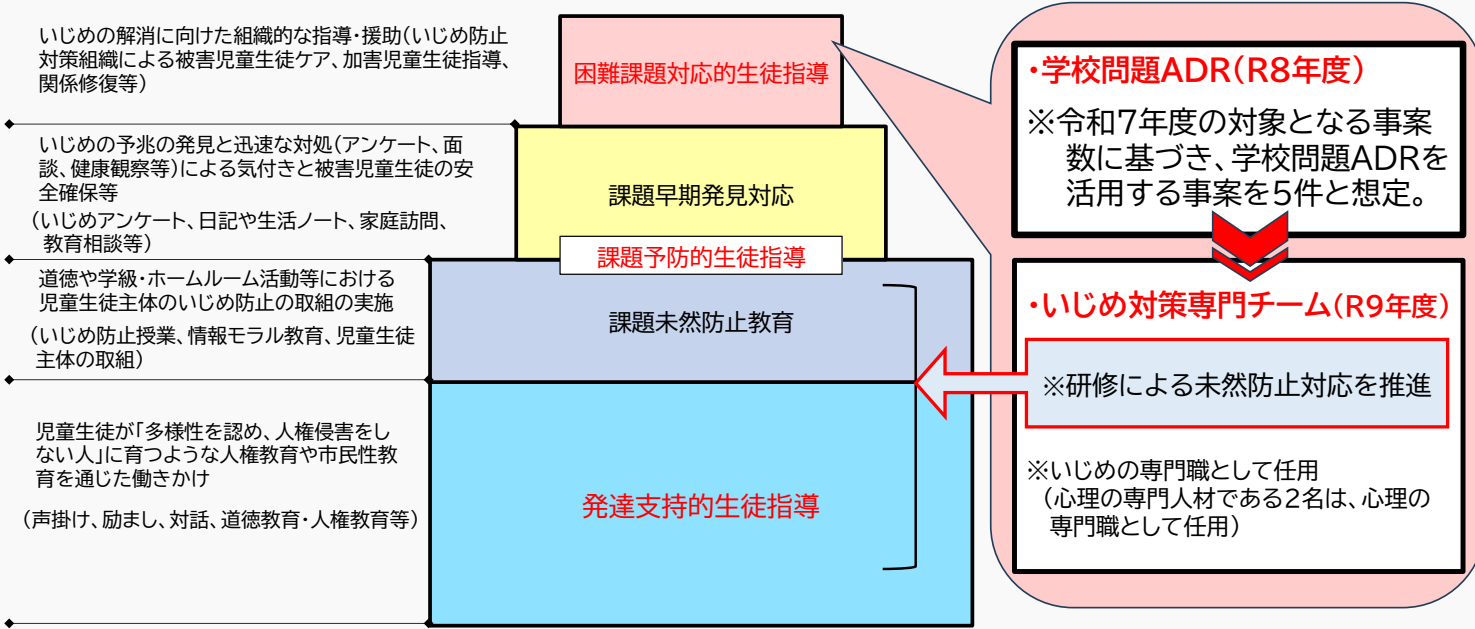 いじめの解消に向けた組織的な指導・援助(いじめ防止
対策組織による被害児童生徒ケア、加害児童生徒指導、
関係修復等)
困難課題対応的生徒指導
いじめの予兆の発見と迅速な対処(アンケート、面
談、健康観察等)による気付きと被害児童生徒の安
全確保等
(いじめアンケート、日記や生活ノート、家庭訪問、
教育相談等)
課題早期発見対応
課題予防的生徒指導
道徳や学級・ホームルーム活動等における
児童生徒主体のいじめ防止の取組の実施
(いじめ防止授業、情報モラル教育、児童生徒
主体の取組)
課題未然防止教育
児童生徒が「多様性を認め、人権侵害をし
ない人」に育つような人権教育や市民性教
育を通じた働きかけ
(声掛け、励まし、対話、道徳教育・人権教育等)
発達支持的生徒指導
・学校問題ADR(R8年度)
※令和7年度の対象となる事案
数に基づき、学校問題ADRを
活用する事案を5件と想定。
・いじめ対策専門チーム(R9年度)
※研修による未然防止対応を推進
※いじめの専門職として任用
(心理の専門人材である2名は、心理の
専門職として任用)